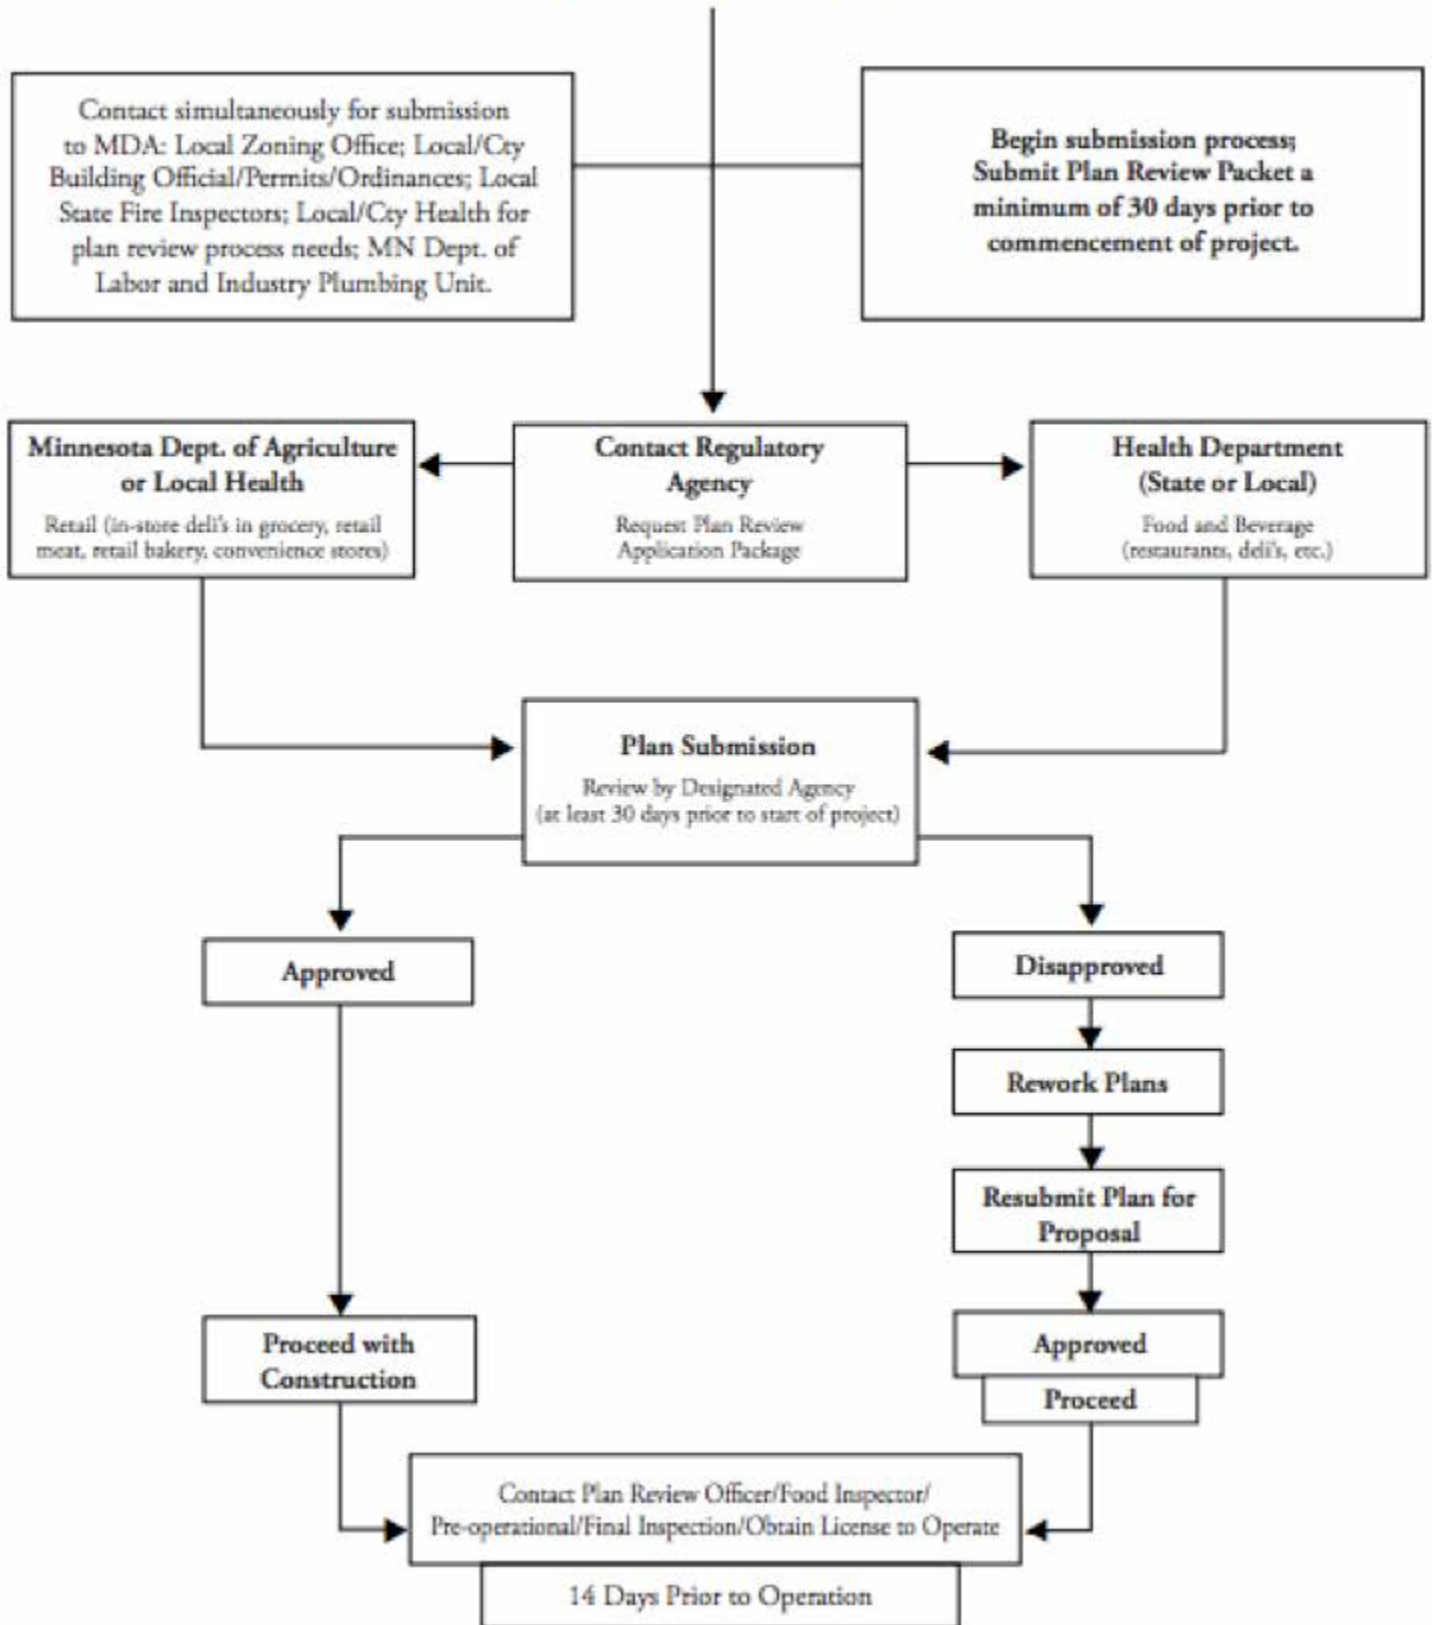 Contact simultaneously for submission
to MDA: Local Zoning Office; Local/Cty
Building Official/Permits/Ordinances; Local
State Fire Inspectors; Local/Cty Health for
plan review process needs; MN Dept. of
Labor and Industry Plumbing Unit.
Begin submission process;
Submit Plan Review Packet a
minimum of 30 days prior to
commencement of project.
Minnesota Dept. of Agriculture
or Local Health
Retail (in-store deli's in grocery, retail
meat, retail bakery, convenience stores)
Contact Regulatory
Agency
Request Plan Review
Application Package
Health Department
(State or Local)
Food and Beverage
(restaurants, deli's, etc.)
Plan Submission
Review by Designated Agency
(at least 30 days prior to start of project)
Approved
Disapproved
Rework Plans
Resubmit Plan for
Proposal
Proceed with
Construction
Approved
Proceed
Contact Plan Review Officer/Food Inspector/
Pre-operational/Final Inspection/Obtain License to Operate
14 Days Prior to Operation